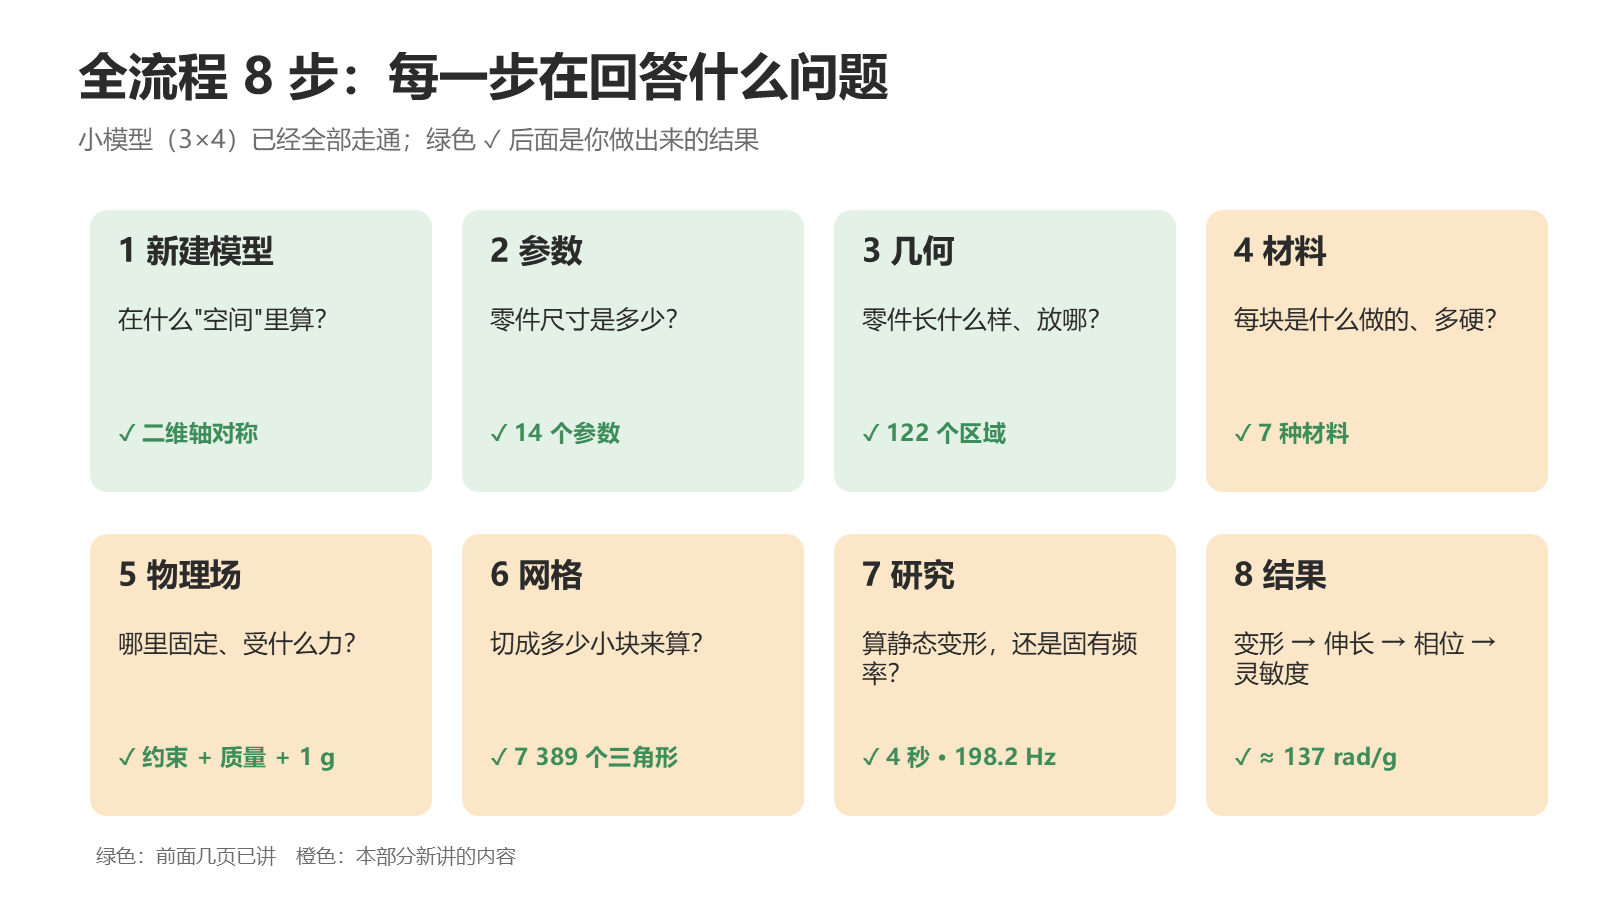 全流程 8 步：每一步在回答什么问题
小模型（3×4）已经全部走通；绿色 ✓ 后面是你做出来的结果
1 新建模型
在什么"空间"里算？
✓ 二维轴对称
2 参数
零件尺寸是多少？
✓ 14 个参数
3 几何
零件长什么样、放哪？
✓ 122 个区域
4 材料
每块是什么做的、多硬？
✓ 7 种材料
5 物理场
哪里固定、受什么力？
✓ 约束 + 质量 + 1 g
6 网格
切成多少小块来算？
✓ 7 389 个三角形
7 研究
算静态变形，还是固有频
率？
✓ 4 秒 • 198.2 Hz
8 结果
变形 → 伸长 → 相位 →
灵敏度
✓ ≈ 137 rad/g
绿色：前面几页已讲　橙色：本部分新讲的内容